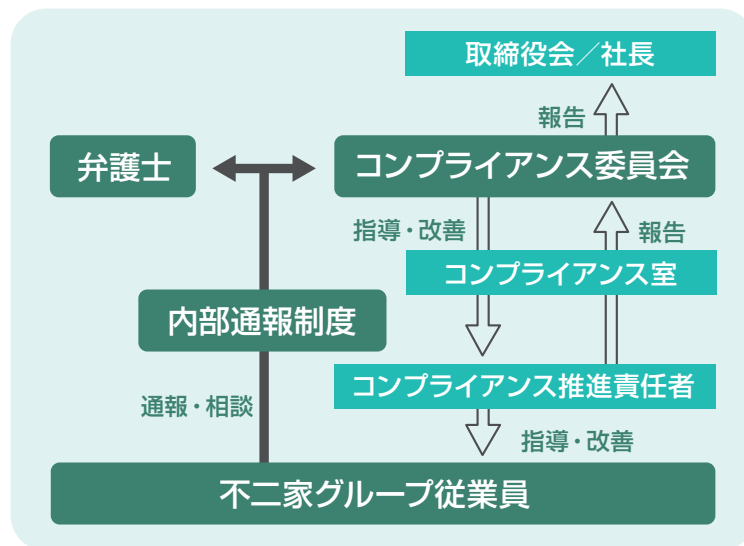 取締役会／社長
報告
弁護士
コンプライアンス委員会
指導・改善
報告
コンプライアンス室
内部通報制度
コンプライアンス推進責任者
通報・相談
指導・改善
不二家グループ従業員